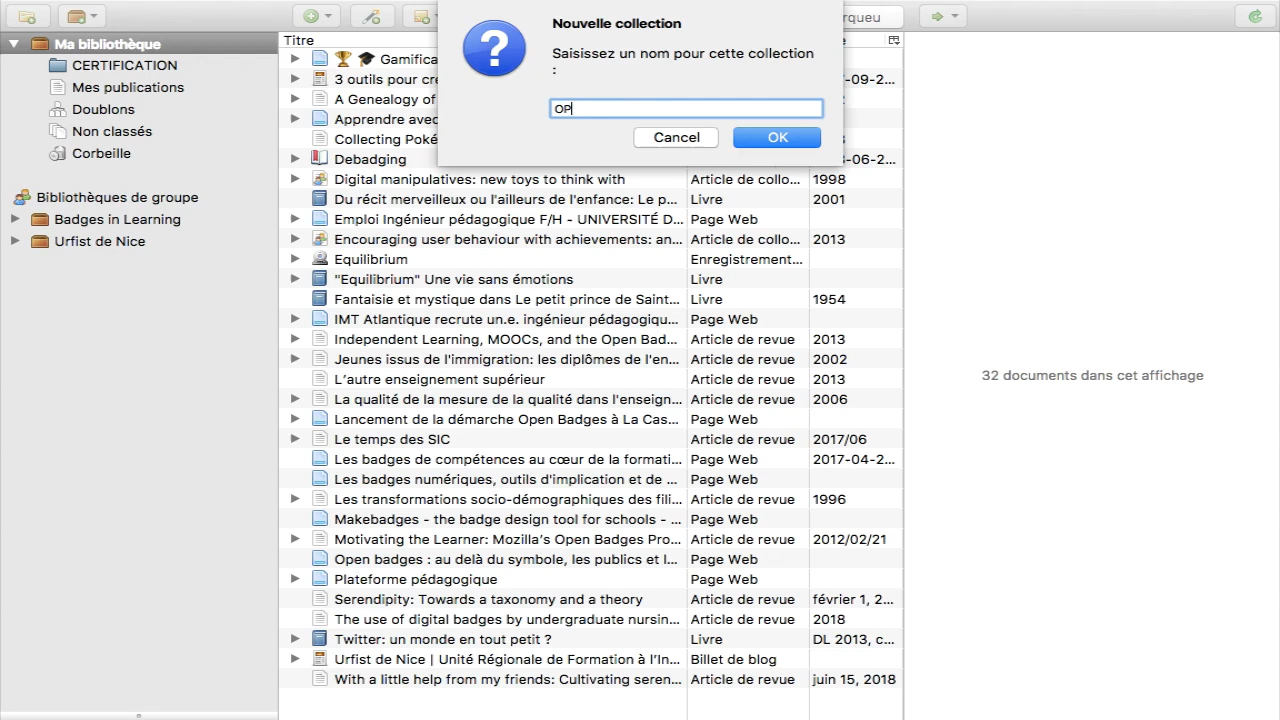 Nouvelle collection
Saisissez un nom pour cette collection
:
OP
Cancel
OK
Ma bibliothèque
CERTIFICATION
Mes publications
Doublons
Non classés
Corbeille
Bibliothèques de groupe
Badges in Learning
Urfist de Nice
Titre
🏆 🎓 Gamifica
3 outils pour cre
A Genealogy of
Apprendre avec
Collecting Poké
Debadging
Digital manipulatives: new toys to think with Article de collo... 1998
Du récit merveilleux ou l'ailleurs de l'enfance: Le p... Livre 2001
Emploi Ingénieur pédagogique F/H - UNIVERSITÉ D... Page Web
Encouraging user behaviour with achievements: an... Article de collo... 2013
Equilibrium Enregistrement...
"Equilibrium" Une vie sans émotions Livre
Fantaisie et mystique dans Le petit prince de Saint... Livre 1954
IMT Atlantique recrute un.e. ingénieur pédagogiqu... Page Web
Independent Learning, MOOCs, and the Open Bad... Article de revue 2013
Jeunes issus de l'immigration: les diplômes de l'en... Article de revue 2002
L'autre enseignement supérieur Article de revue 2013
La qualité de la mesure de la qualité dans l'enseign... Article de revue 2006
Lancement de la démarche Open Badges à La Cas... Page Web
Le temps des SIC Article de revue 2017/06
Les badges de compétences au cœur de la formati... Page Web 2017-04-2...
Les badges numériques, outils d'implication et de ... Page Web
Les transformations socio-démographiques des fili... Article de revue 1996
Makebadges - the badge design tool for schools - ... Page Web
Motivating the Learner: Mozilla's Open Badges Pro... Article de revue 2012/02/21
Open badges : au delà du symbole, les publics et l... Page Web
Plateforme pédagogique Page Web
Serendipity: Towards a taxonomy and a theory Article de revue février 1, 2...
The use of digital badges by undergraduate nursin... Article de revue 2018
Twitter: un monde en tout petit ? Livre DL 2013, c...
Urfist de Nice | Unité Régionale de Formation à l'In... Billet de blog
With a little help from my friends: Cultivating seren... Article de revue juin 15, 2018
32 documents dans cet affichage